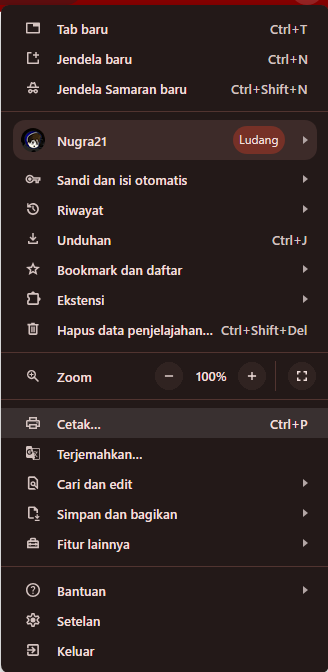 Tab baru Ctrl+T
Jendela baru Ctrl+N
Jendela Samaran baru Ctrl+Shift+N
Nugra21 Ludang
Sandi dan isi otomatis
Riwayat
Unduhan Ctrl+J
Bookmark dan daftar
Ekstensi
Hapus data penjelajahan... Ctrl+Shift+Del
Zoom − 100% +
Cetak... Ctrl+P
Terjemahkan...
Cari dan edit
Simpan dan bagikan
Fitur lainnya
Bantuan
Setelan
Keluar